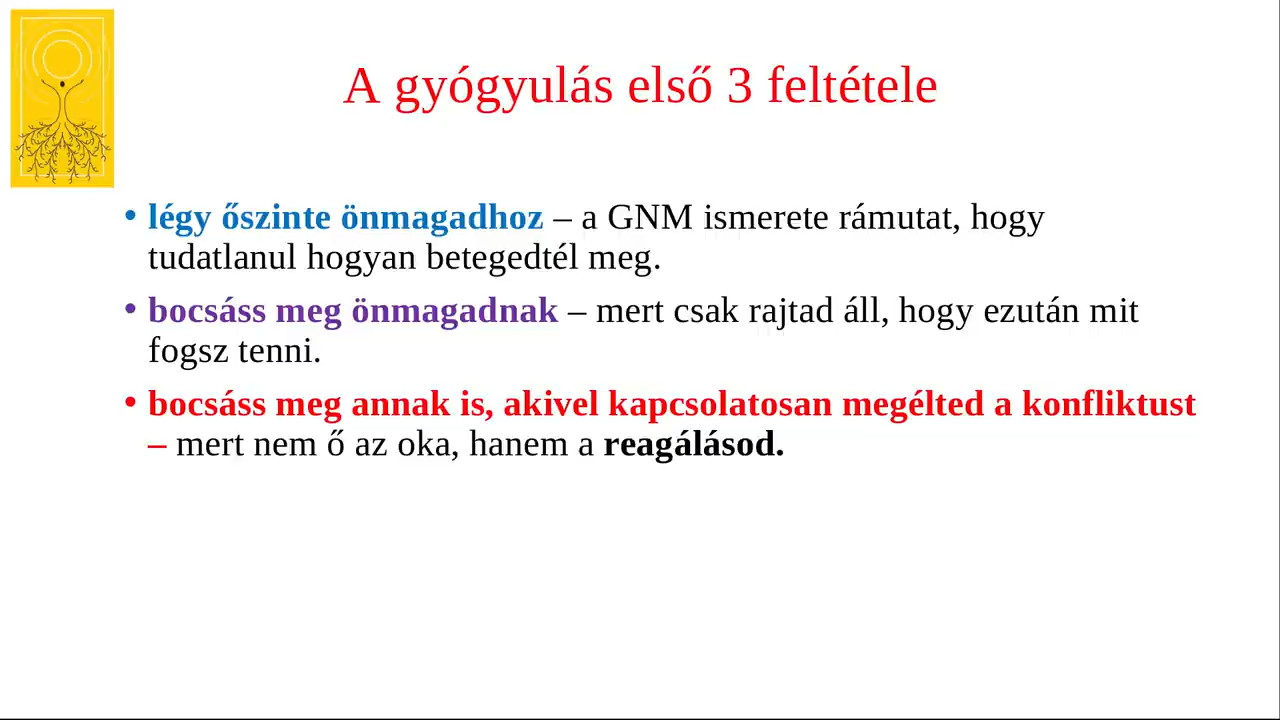 A gyógyulás első 3 feltétele
• légy őszinte önmagadhoz – a GNM ismerete rámutat, hogy
tudatlanul hogyan betegedtél meg.
• bocsáss meg önmagadnak – mert csak rajtad áll, hogy ezután mit
fogsz tenni.
• bocsáss meg annak is, akivel kapcsolatosan megélted a konfliktust
– mert nem ő az oka, hanem a reagálásod.